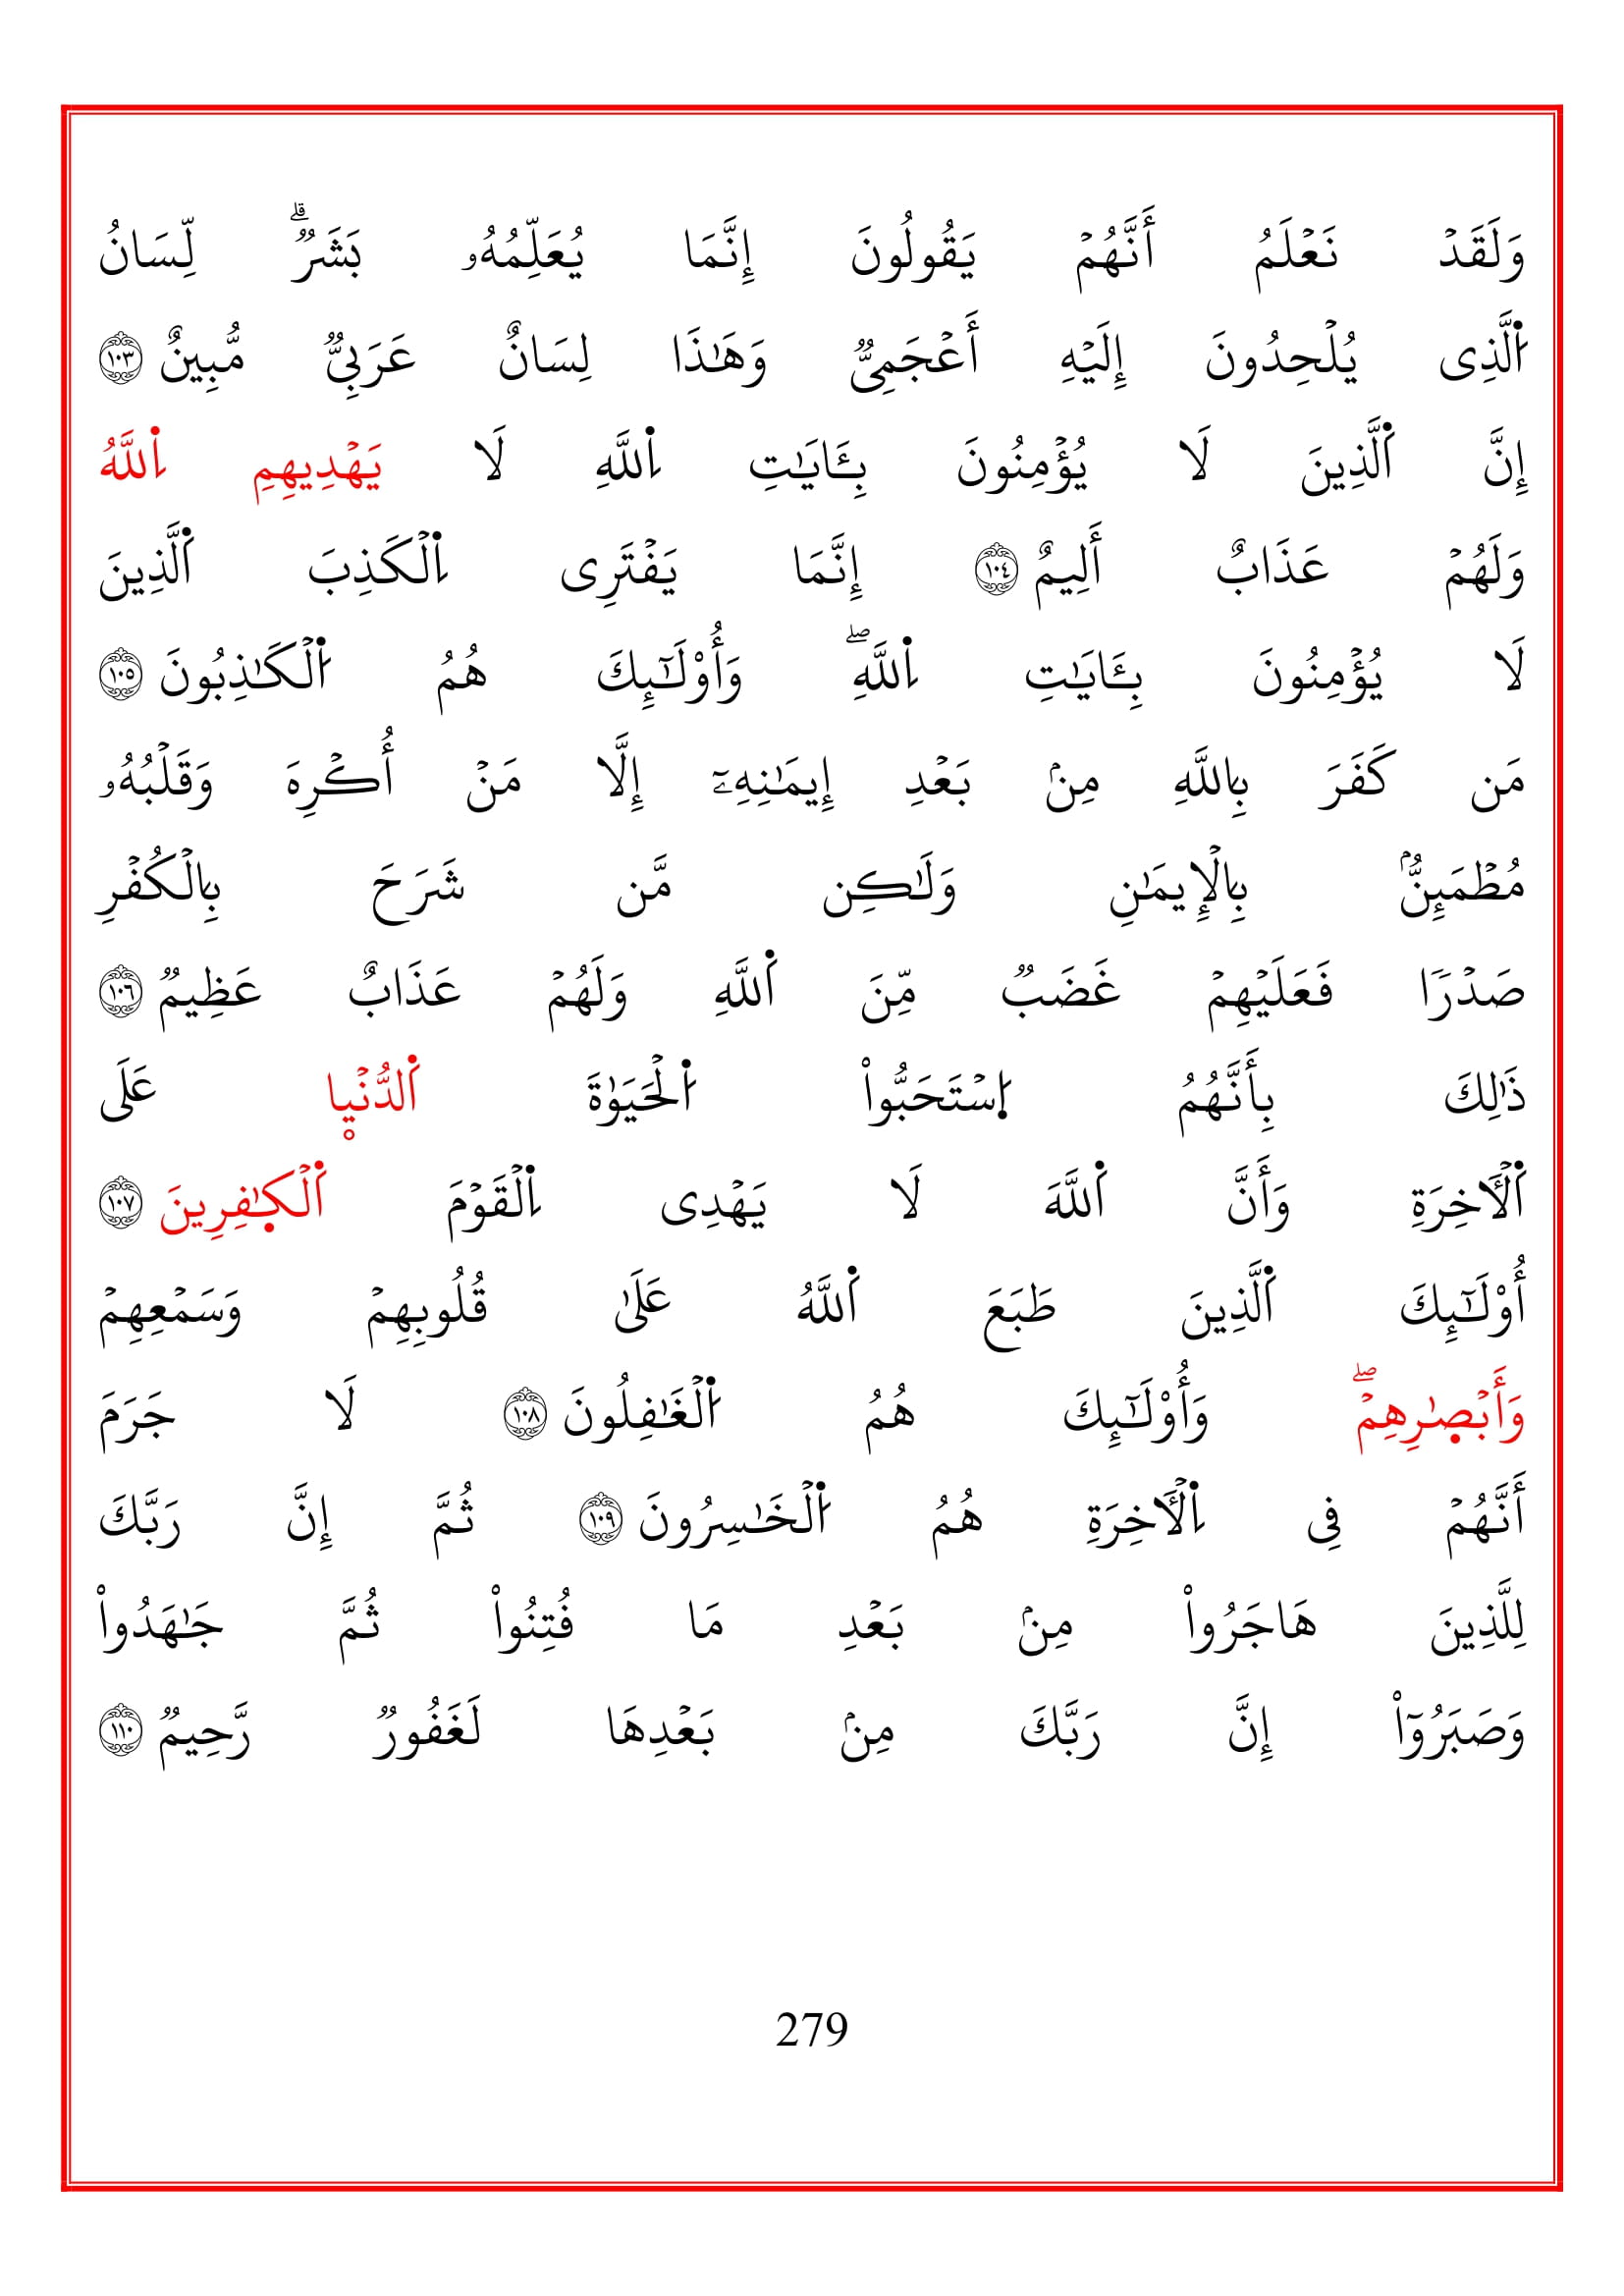 وَلَقَدۡ نَعۡلَمُ أَنَّهُمۡ يَقُولُونَ إِنَّمَا يُعَلِّمُهُۥ بَشَرٞۗ لِّسَانُ
ٱلَّذِي يُلۡحِدُونَ إِلَيۡهِ أَعۡجَمِيّٞ وَهَٰذَا لِسَانٌ عَرَبِيّٞ مُّبِينٌ ١٠٣
إِنَّ ٱلَّذِينَ لَا يُؤۡمِنُونَ بِـَٔايَٰتِ ٱللَّهِ لَا يَهۡدِيهِمِ ٱللَّهُ
وَلَهُمۡ عَذَابٌ أَلِيمٌ ١٠٤ إِنَّمَا يَفۡتَرِي ٱلۡكَذِبَ ٱلَّذِينَ
لَا يُؤۡمِنُونَ بِـَٔايَٰتِ ٱللَّهِۖ وَأُوْلَٰٓئِكَ هُمُ ٱلۡكَٰذِبُونَ ١٠٥
مَن كَفَرَ بِٱللَّهِ مِنۢ بَعۡدِ إِيمَٰنِهِۦٓ إِلَّا مَنۡ أُكۡرِهَ وَقَلۡبُهُۥ
مُطۡمَئِنُّۢ بِٱلۡإِيمَٰنِ وَلَٰكِن مَّن شَرَحَ بِٱلۡكُفۡرِ
صَدۡرٗا فَعَلَيۡهِمۡ غَضَبٞ مِّنَ ٱللَّهِ وَلَهُمۡ عَذَابٌ عَظِيمٞ ١٠٦
ذَٰلِكَ بِأَنَّهُمُ ٱسۡتَحَبُّواْ ٱلۡحَيَوٰةَ ٱلدُّنۡيۭا عَلَى
ٱلۡأٓخِرَةِ وَأَنَّ ٱللَّهَ لَا يَهۡدِي ٱلۡقَوۡمَ ٱلۡكٰٜفِرِينَ ١٠٧
أُوْلَٰٓئِكَ ٱلَّذِينَ طَبَعَ ٱللَّهُ عَلَىٰ قُلُوبِهِمۡ وَسَمۡعِهِمۡ
وَأَبۡصٰٜرِهِمۡۖ وَأُوْلَٰٓئِكَ هُمُ ٱلۡغَٰفِلُونَ ١٠٨ لَا جَرَمَ
أَنَّهُمۡ فِي ٱلۡأٓخِرَةِ هُمُ ٱلۡخَٰسِرُونَ ١٠٩ ثُمَّ إِنَّ رَبَّكَ
لِلَّذِينَ هَاجَرُواْ مِنۢ بَعۡدِ مَا فُتِنُواْ ثُمَّ جَٰهَدُواْ
وَصَبَرُوٓاْ إِنَّ رَبَّكَ مِنۢ بَعۡدِهَا لَغَفُورٞ رَّحِيمٞ ١١٠
279